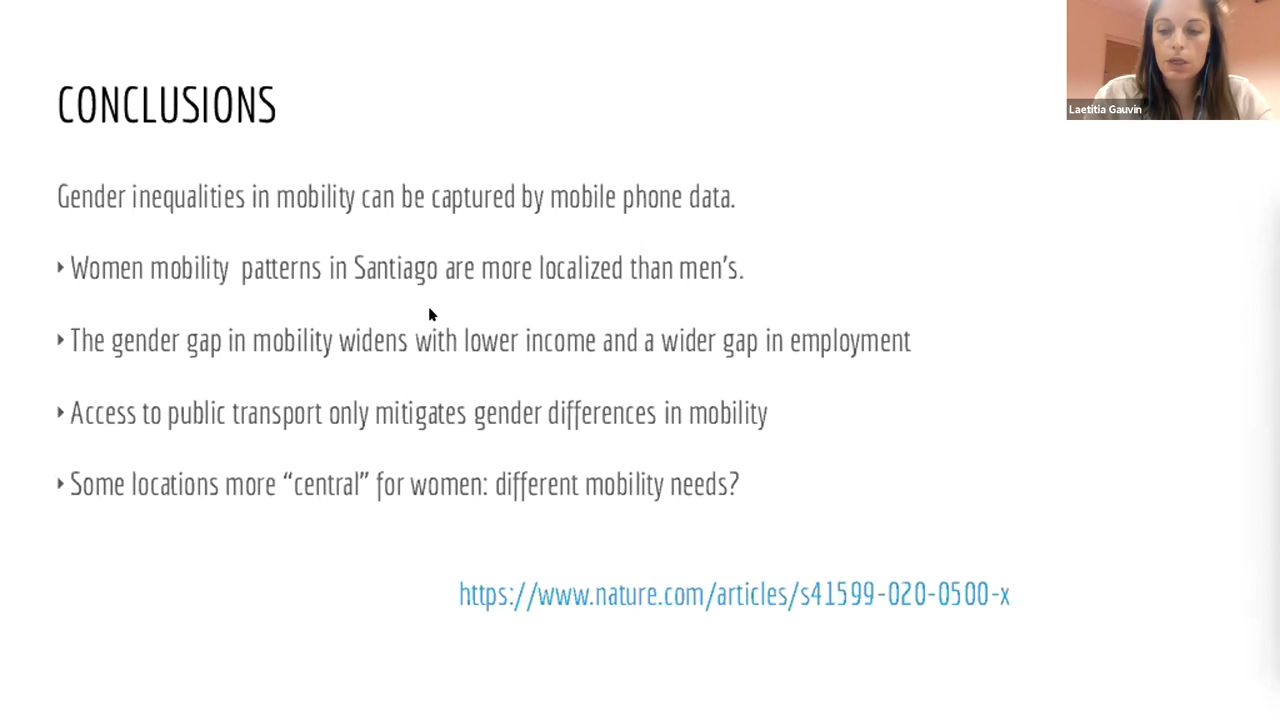 CONCLUSIONS
Laetitia Gauvin
Gender inequalities in mobility can be captured by mobile phone data.
‣ Women mobility patterns in Santiago are more localized than men’s.
‣ The gender gap in mobility widens with lower income and a wider gap in employment
‣ Access to public transport only mitigates gender differences in mobility
‣ Some locations more “central” for women: different mobility needs?
https://www.nature.com/articles/s41599-020-0500-x